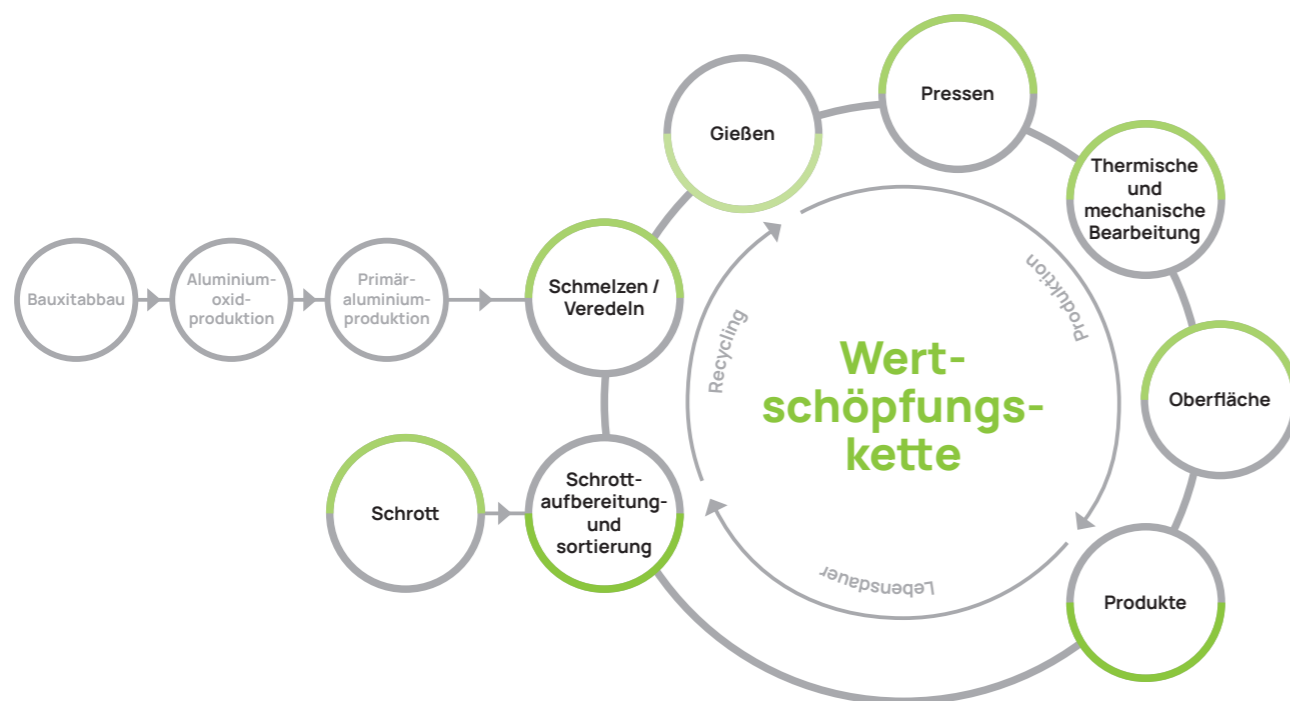 Bauxitabbau
Aluminium-
oxid-
produktion
Primär-
aluminium-
produktion
Schrott
Schrott-
aufbereitung-
und
sortierung
Schmelzen /
Veredeln
Gießen
Pressen
Thermische
und
mechanische
Bearbeitung
Oberfläche
Produkte
Recycling
Produktion
Lebensdauer
Wert-
schöpfungs-
kette